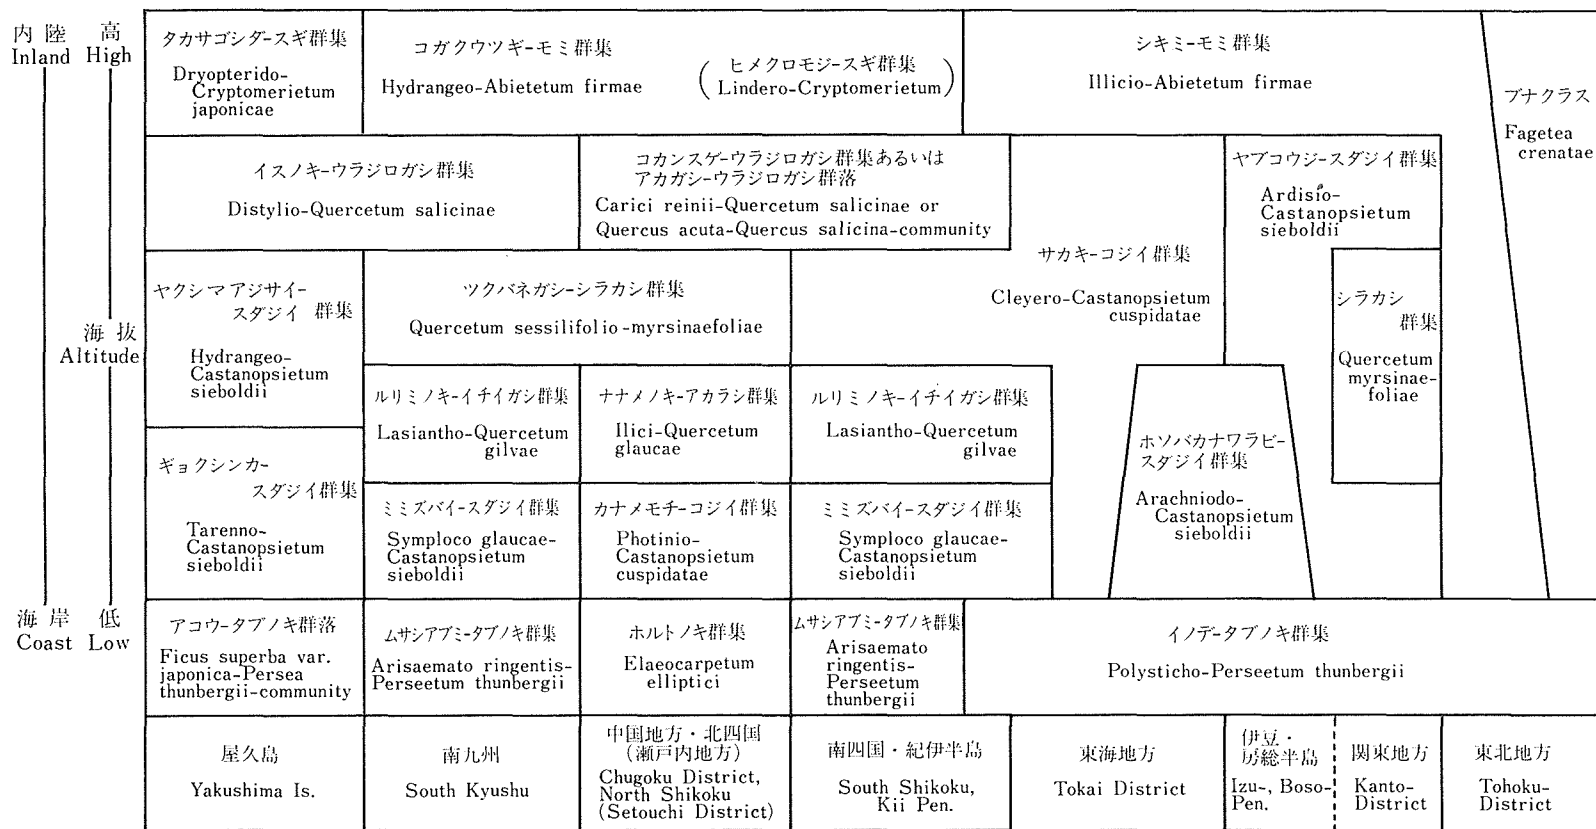 内陸 高
Inland High
海抜
Altitude
海岸 低
Coast Low
タカサゴシダ-スギ群集
Dryopterido-
Cryptomerietum
japonicae
コガクウツギ-モミ群集
Hydrangeo-Abietetum firmae
(ヒメクロモジ-スギ群集
Lindero-Cryptomerietum)
シキミ-モミ群集
Illicio-Abietetum firmae
ブナクラス
Fagetea
crenatae
イスノキ-ウラジロガシ群集
Distylio-Quercetum salicinae
コカンスゲ-ウラジロガシ群集あるいは
アカガシ-ウラジロガシ群落
Carici reinii-Quercetum salicinae or
Quercus acuta-Quercus salicina-community
サカキ-コジイ群集
Cleyero-Castanopsietum
cuspidatae
ヤブコウジ-スダジイ群集
Ardisio-
Castanopsietum
sieboldii
シラカシ
群集
Quercetum
myrsinae-
foliae
ヤクシマアジサイ-
スダジイ 群集
Hydrangeo-
Castanopsietum
sieboldii
ツクバネガシ-シラカシ群集
Quercetum sessilifolio-myrsinaefoliae
ルリミノキ-イチイガシ群集
Lasiantho-Quercetum
gilvae
ナナメノキ-アカラシ群集
Ilici-Quercetum
glaucae
ルリミノキ-イチイガシ群集
Lasiantho-Quercetum
gilvae
ホソバカナワラビ-
スダジイ群集
Arachniodo-
Castanopsietum
sieboldii
ギョクシンカ-
スダジイ群集
Tarenno-
Castanopsietum
sieboldii
ミミズバイ-スダジイ群集
Symploco glaucae-
Castanopsietum
sieboldii
カナメモチ-コジイ群集
Photinio-
Castanopsietum
cuspidatae
ミミズバイ-スダジイ群集
Symploco glaucae-
Castanopsietum
sieboldii
アコウ-タブノキ群落
Ficus superba var.
japonica-Persea
thunbergii-community
ムサシアブミ-タブノキ群集
Arisaemato ringentis-
Perseetum thunbergii
ホルトノキ群集
Elaeocarpetum
elliptici
ムサシアブミ-タブノキ群集
Arisaemato
ringentis-
Perseetum
thunbergii
イノデ-タブノキ群集
Polysticho-Perseetum thunbergii
屋久島
Yakushima Is.
南九州
South Kyushu
中国地方・北四国
(瀬戸内地方)
Chugoku District,
North Shikoku
(Setouchi District)
南四国・紀伊半島
South Shikoku,
Kii Pen.
東海地方
Tokai District
伊豆・
房総半島
Izu-, Boso-
Pen.
関東地方
Kanto-
District
東北地方
Tohoku-
District